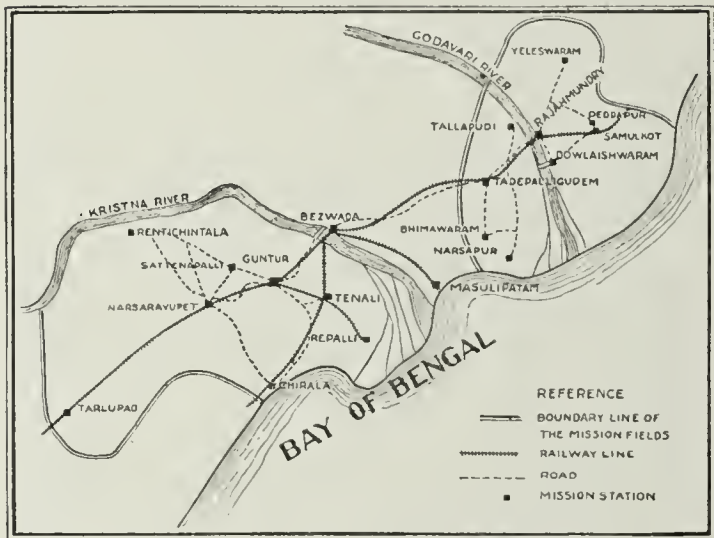 YELESWARAM
GODAVARI RIVER
RAJAHMUNDRY
PEDDAPUR
TALLAPUDI
SAMULKOT
DOWLAISHWARAM
TADEPALLIGUDEM
KRISTNA RIVER
BEZWADA
RENTICHINTALA
BHIMAWARAM
SATTENAPALLI
GUNTUR
NARSAPUR
MASULIPATAM
TENALI
NARSARAVUPET
REPALLI
BAY OF BENGAL
CHIRALA
TARLUPAD
REFERENCE
BOUNDARY LINE OF
THE MISSION FIELDS
RAILWAY LINE
ROAD
MISSION STATION